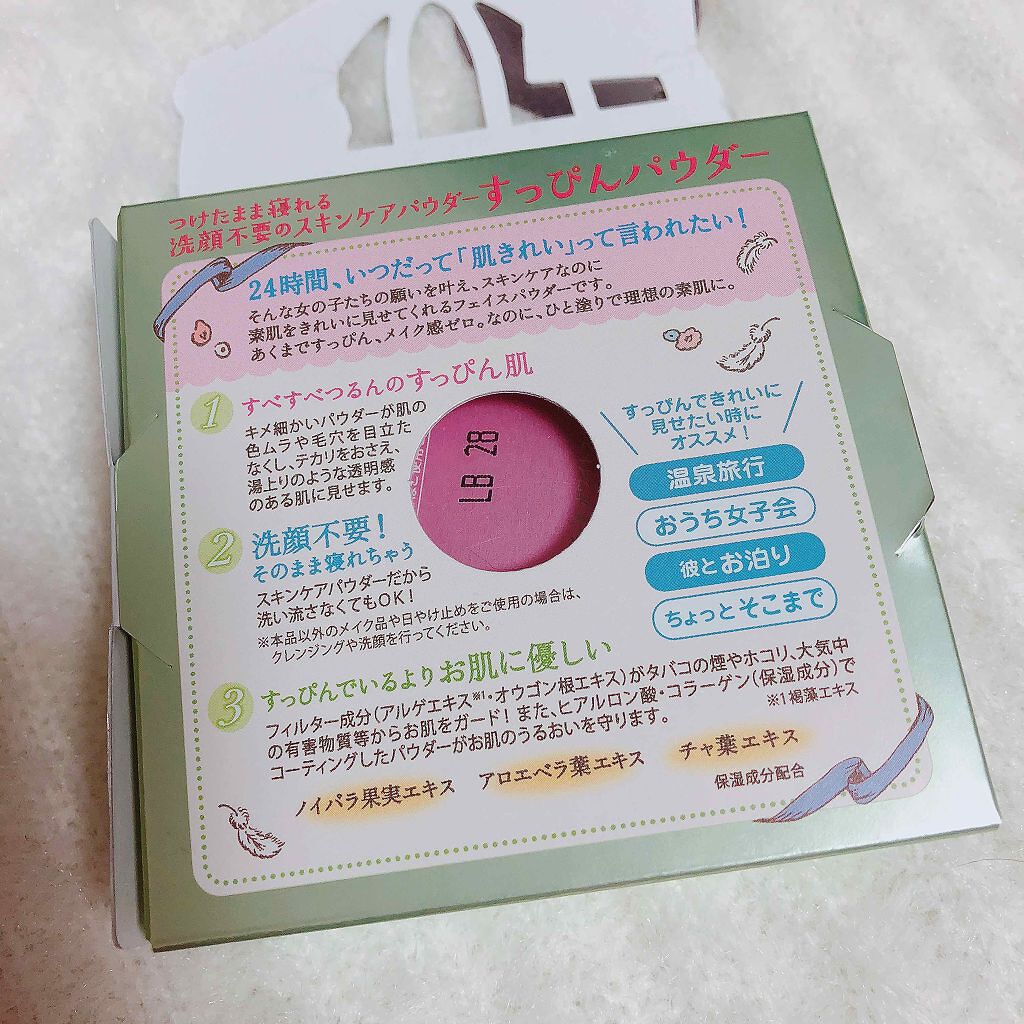 つけたまま寝れる
洗顔不要のスキンケアパウダーすっぴんパウダー
24時間、いつだって「肌きれい」って言われたい！
そんな女の子たちの願いを叶え、スキンケアなのに
素肌をきれいに見せてくれるフェイスパウダーです。
あくまですっぴん、メイク感ゼロ。なのに、ひと塗りで理想の素肌に。
1 すべすべつるんのすっぴん肌
キメ細かいパウダーが肌の
色ムラや毛穴を目立た
なくし、テカリをおさえ、
湯上りのような透明感
のある肌に見せます。
LB 28
すっぴんできれいに
見せたい時に
オススメ！
温泉旅行
おうち女子会
彼とお泊り
ちょっとそこまで
2 洗顔不要！
そのまま寝れちゃう
スキンケアパウダーだから
洗い流さなくてもOK！
※本品以外のメイク品や日やけ止めをご使用の場合は、
クレンジングや洗顔を行ってください。
3 すっぴんでいるよりお肌に優しい
フィルター成分（アルゲエキス※1・オウゴン根エキス）がタバコの煙やホコリ、大気中
の有害物質等からお肌をガード！また、ヒアルロン酸・コラーゲン（保湿成分）で
コーティングしたパウダーがお肌のうるおいを守ります。
※1 褐藻エキス
ノイバラ果実エキス アロエベラ葉エキス チャ葉エキス
保湿成分配合